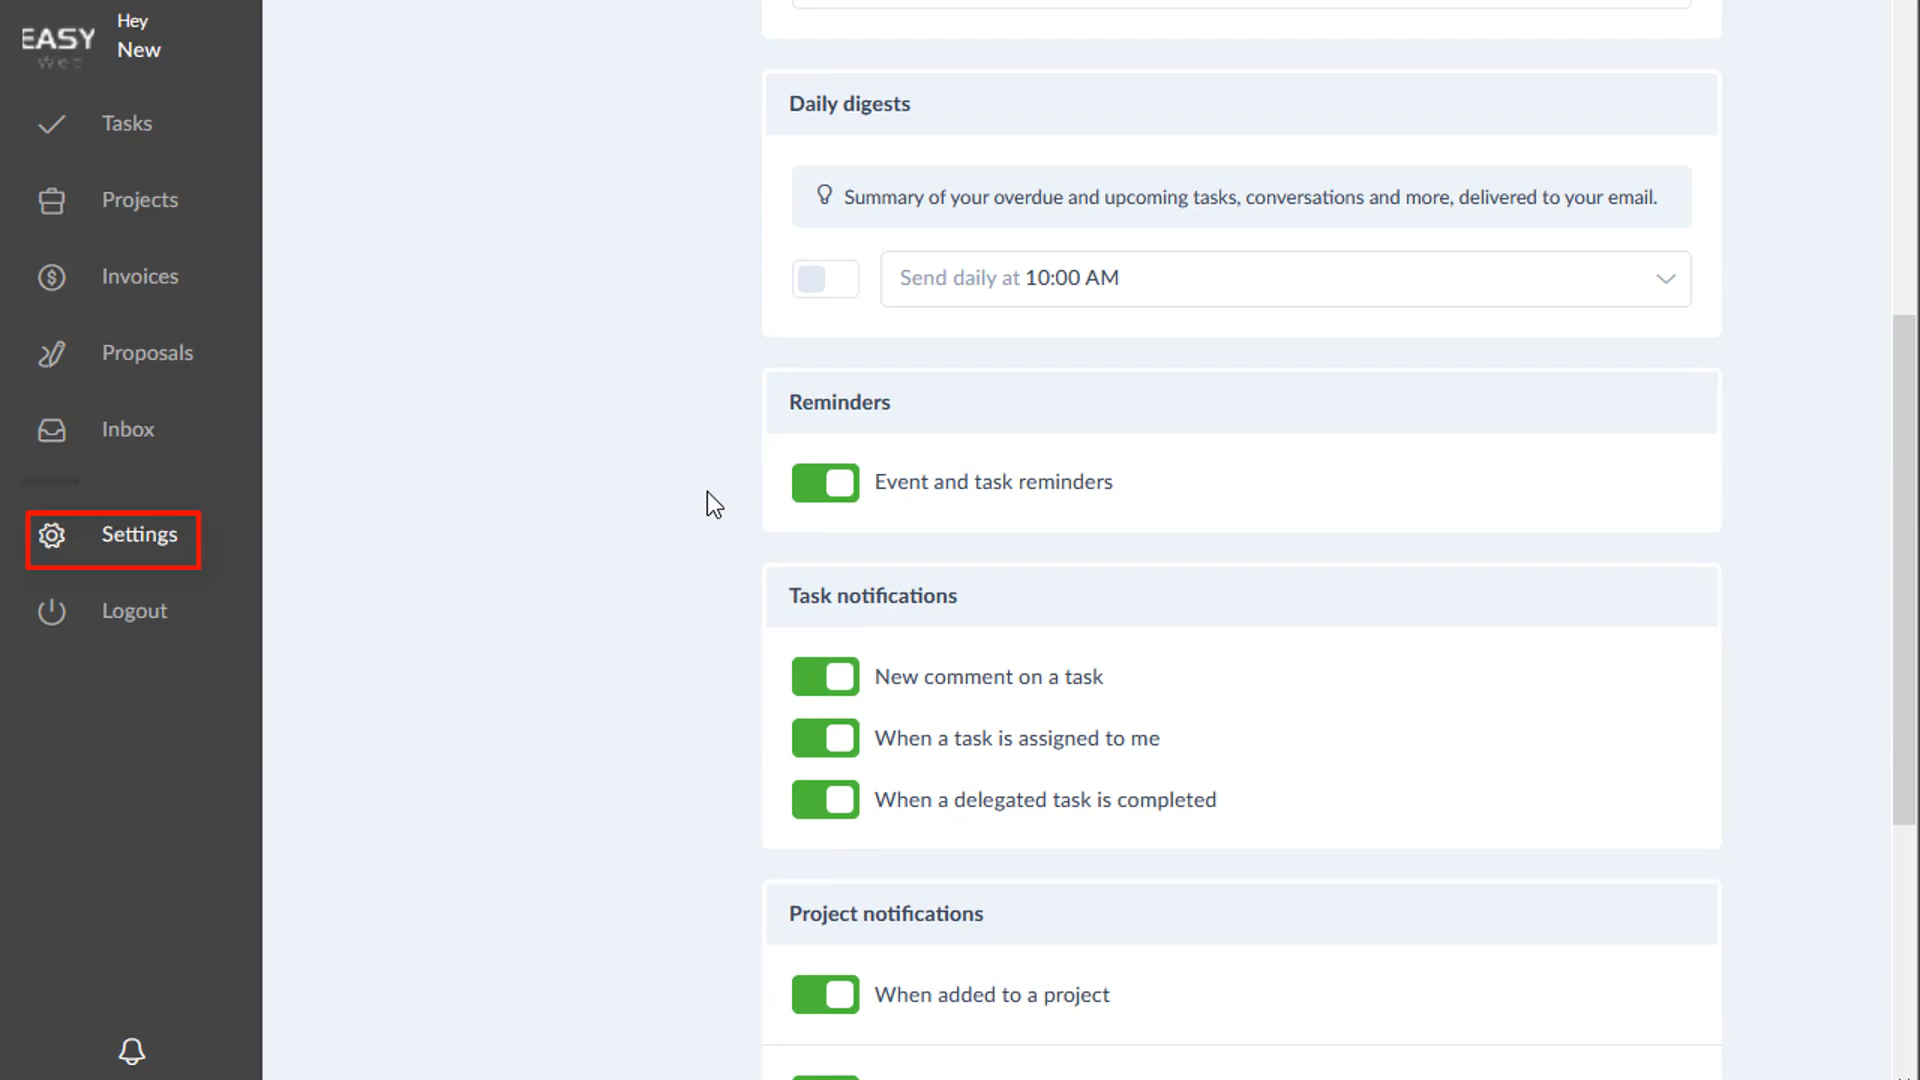 EASY
Hey
New
Tasks
Projects
Invoices
Proposals
Inbox
Settings
Logout
Daily digests
Summary of your overdue and upcoming tasks, conversations and more, delivered to your email.
Send daily at 10:00 AM
Reminders
Event and task reminders
Task notifications
New comment on a task
When a task is assigned to me
When a delegated task is completed
Project notifications
When added to a project